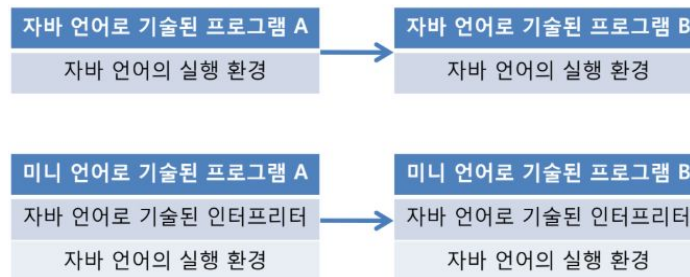 자바 언어로 기술된 프로그램 A
자바 언어로 기술된 프로그램 B
자바 언어의 실행 환경
자바 언어의 실행 환경
미니 언어로 기술된 프로그램 A
미니 언어로 기술된 프로그램 B
자바 언어로 기술된 인터프리터
자바 언어로 기술된 인터프리터
자바 언어의 실행 환경
자바 언어의 실행 환경